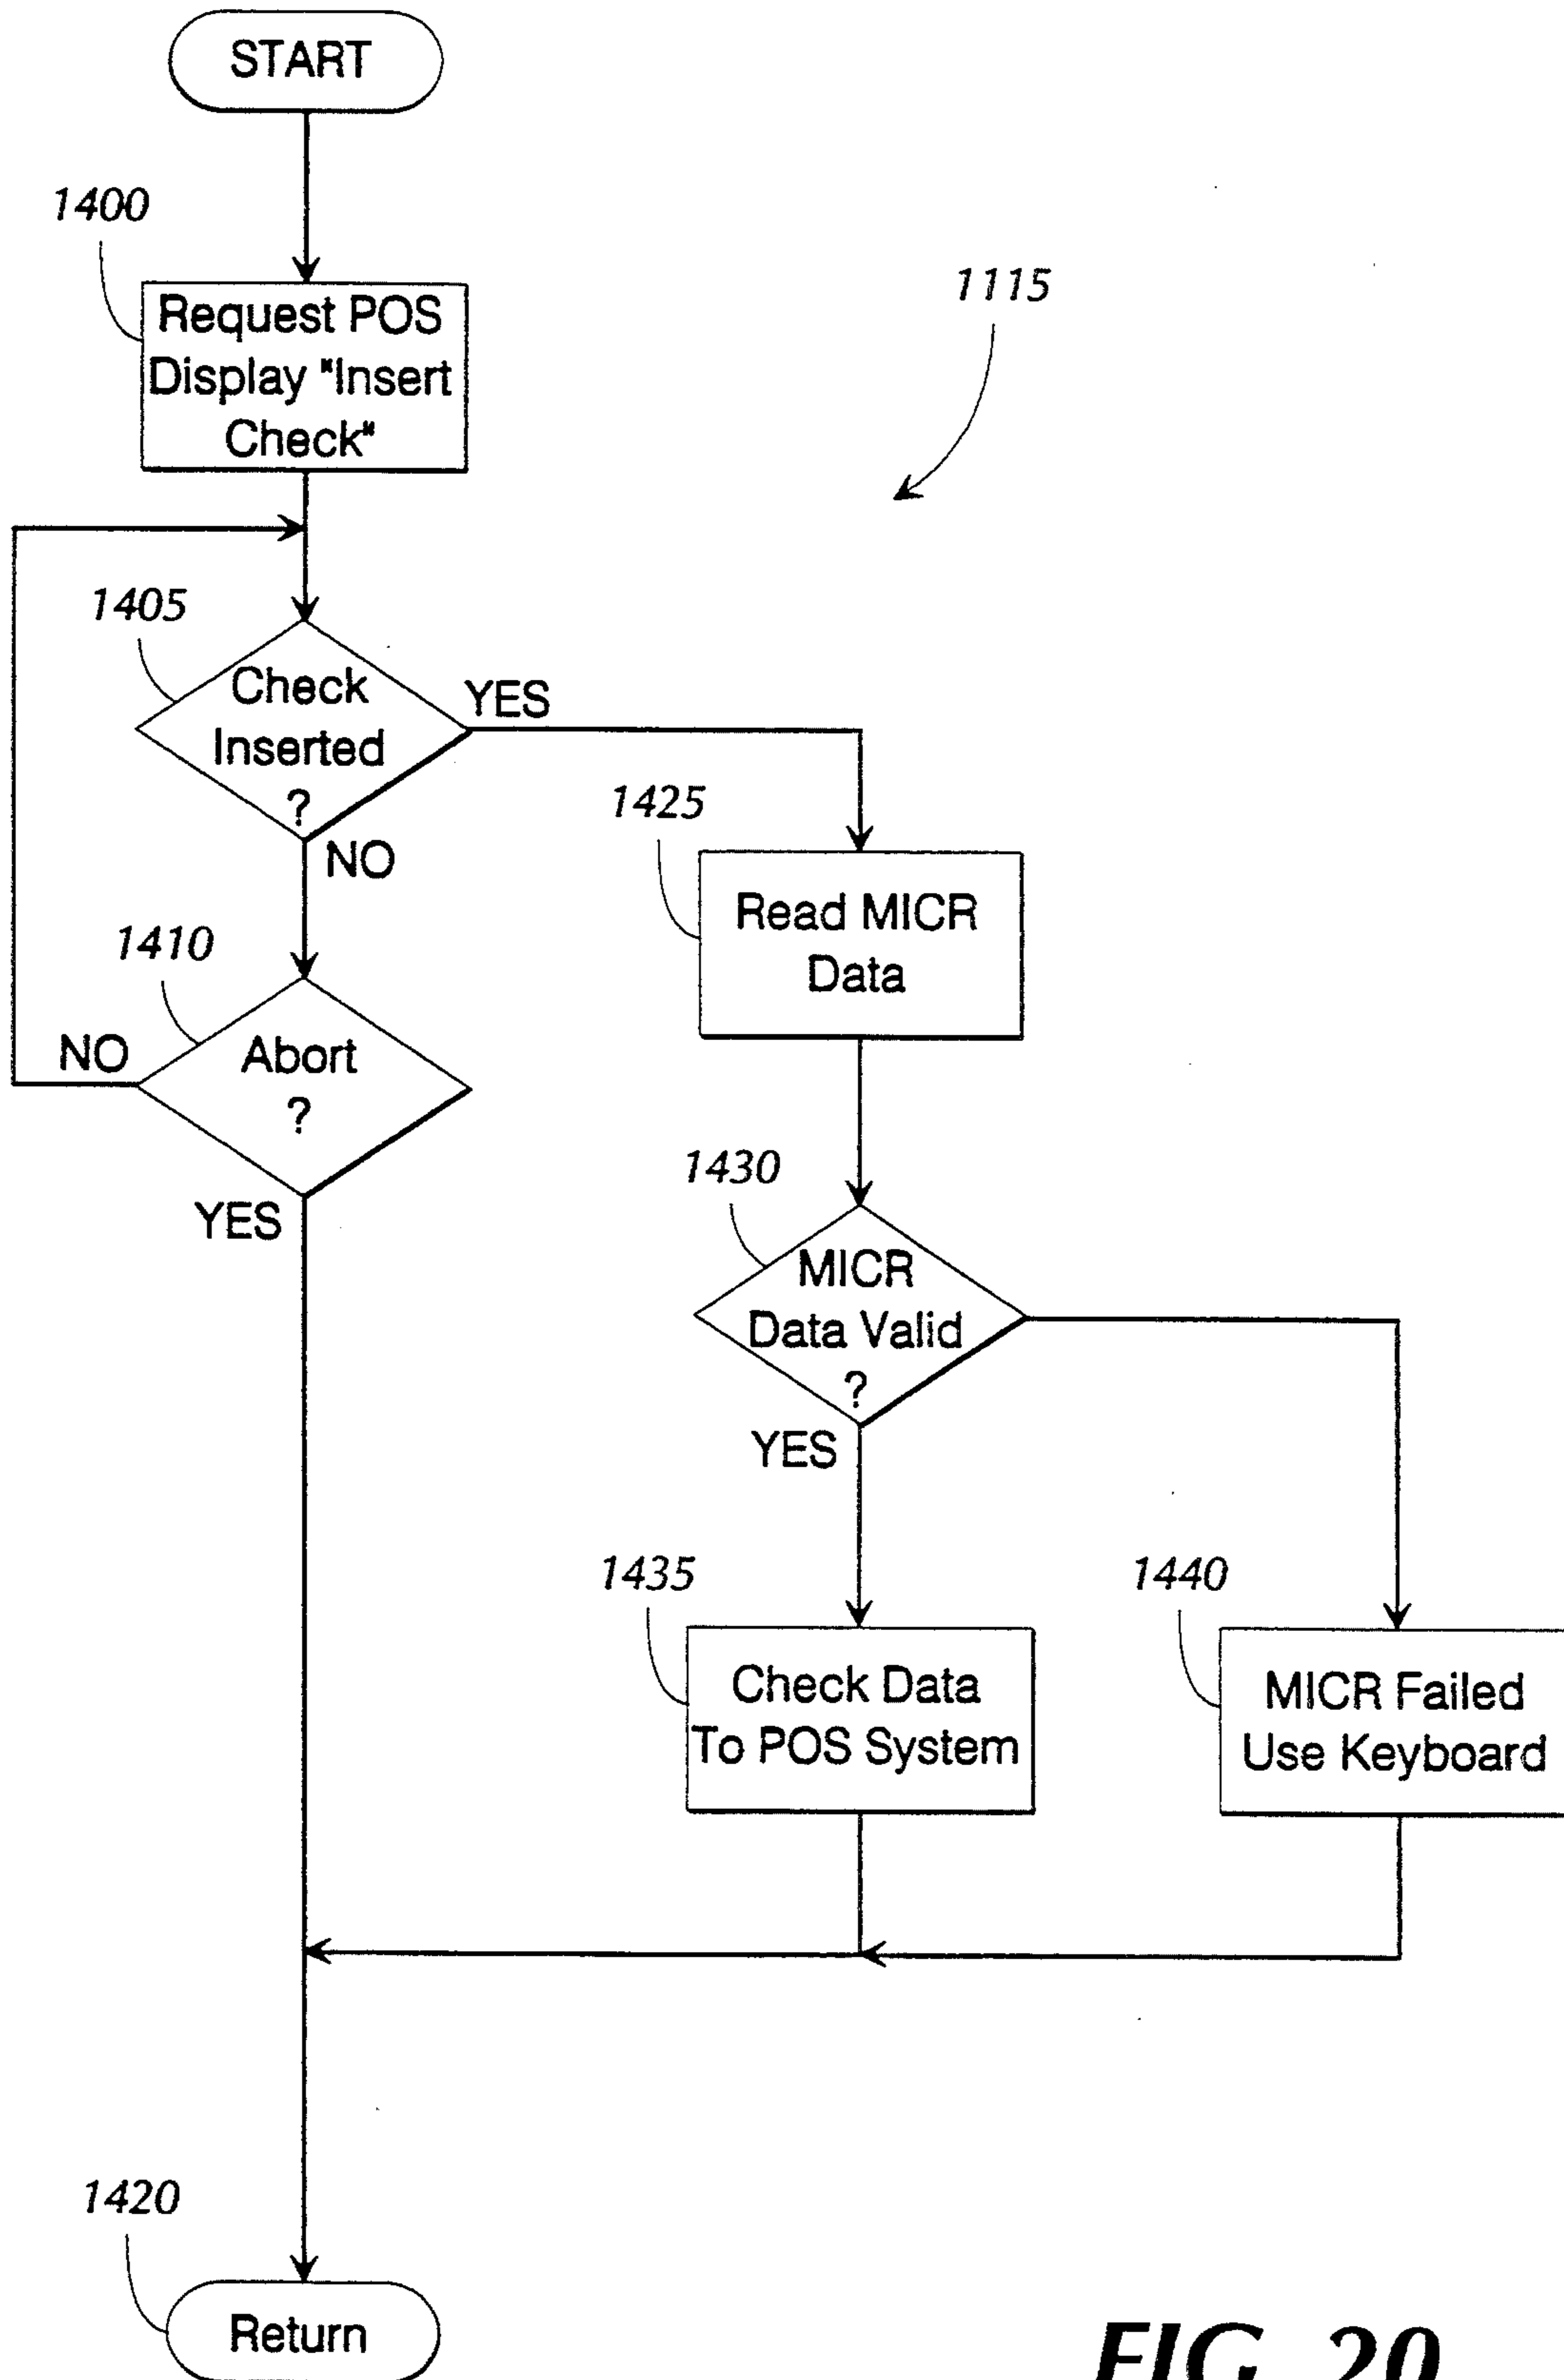 START
1400
Request POS
Display "Insert
Check"
1115
1405
Check
Inserted
?
YES
NO
1425
Read MICR
Data
1410
Abort
?
NO
YES
1430
MICR
Data Valid
?
YES
1435
Check Data
To POS System
1440
MICR Failed
Use Keyboard
1420
Return
FIG. 20